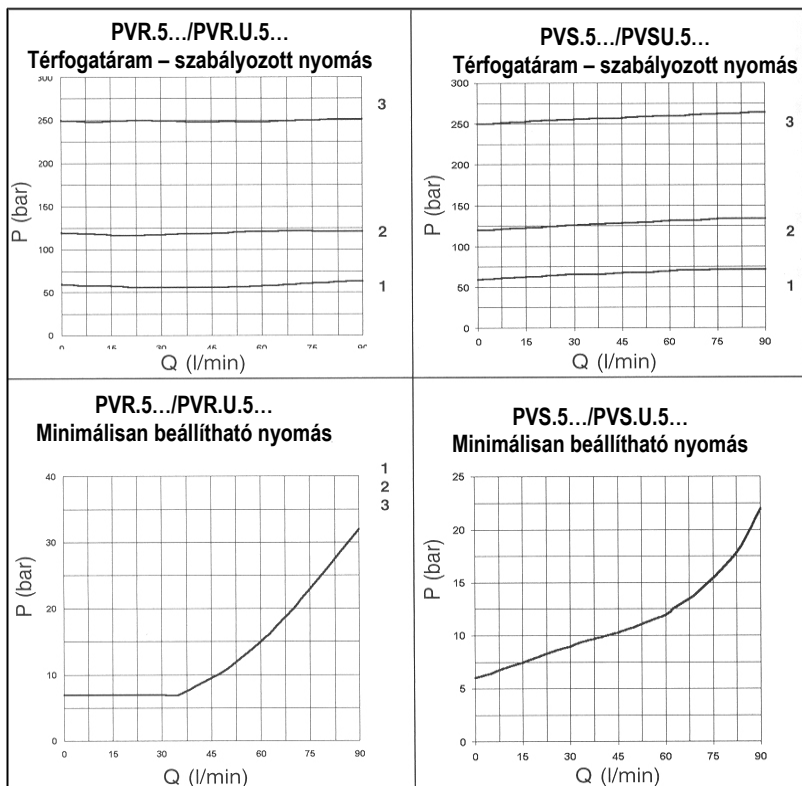 PVR.5…/PVR.U.5…
Térfogatáram – szabályozott nyomás
300
250
200
150
100
50
0
P (bar)
3
2
1
0 15 30 45 60 75 90
Q (l/min)
PVS.5…/PVSU.5…
Térfogatáram – szabályozott nyomás
300
250
200
150
100
50
0
P (bar)
3
2
1
0 15 30 45 60 75 90
Q (l/min)
PVR.5…/PVR.U.5…
Minimálisan beállítható nyomás
40
30
20
10
0
P (bar)
1
2
3
0 15 30 45 60 75 90
Q (l/min)
PVS.5…/PVS.U.5…
Minimálisan beállítható nyomás
25
20
15
10
5
0
P (bar)
0 15 30 45 60 75 90
Q (l/min)